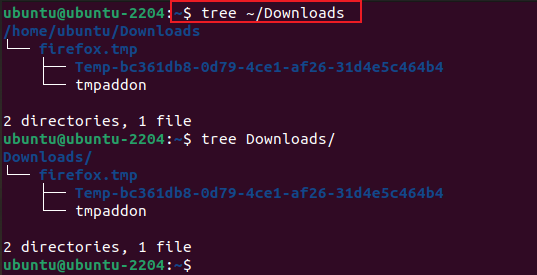 ubuntu@ubuntu-2204:~$ tree ~/Downloads
/home/ubuntu/Downloads
└── firefox.tmp
    ├── Temp-bc361db8-0d79-4ce1-af26-31d4e5c464b4
    └── tmpaddon

2 directories, 1 file
ubuntu@ubuntu-2204:~$ tree Downloads/
Downloads/
└── firefox.tmp
    ├── Temp-bc361db8-0d79-4ce1-af26-31d4e5c464b4
    └── tmpaddon

2 directories, 1 file
ubuntu@ubuntu-2204:~$